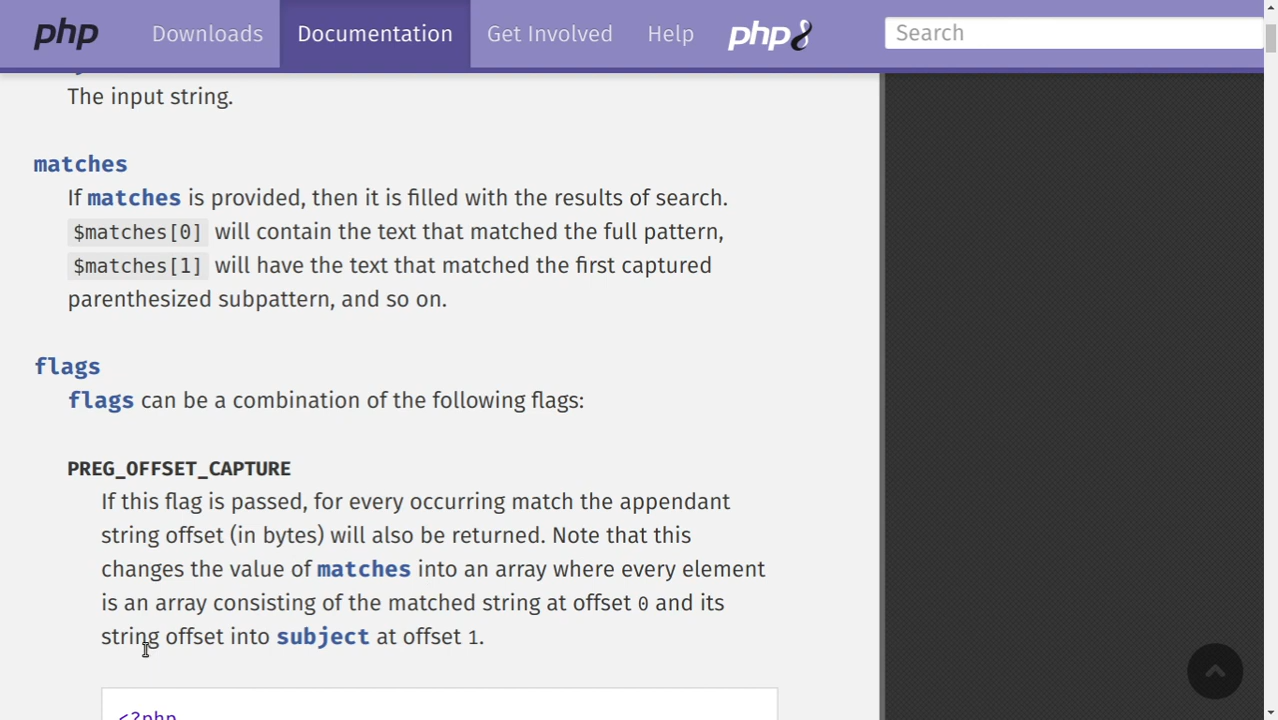 php Downloads Documentation Get Involved Help php8 Search
The input string.
matches
If matches is provided, then it is filled with the results of search.
$matches[0] will contain the text that matched the full pattern,
$matches[1] will have the text that matched the first captured
parenthesized subpattern, and so on.
flags
flags can be a combination of the following flags:
PREG_OFFSET_CAPTURE
If this flag is passed, for every occurring match the appendant
string offset (in bytes) will also be returned. Note that this
changes the value of matches into an array where every element
is an array consisting of the matched string at offset 0 and its
string offset into subject at offset 1.
<?php